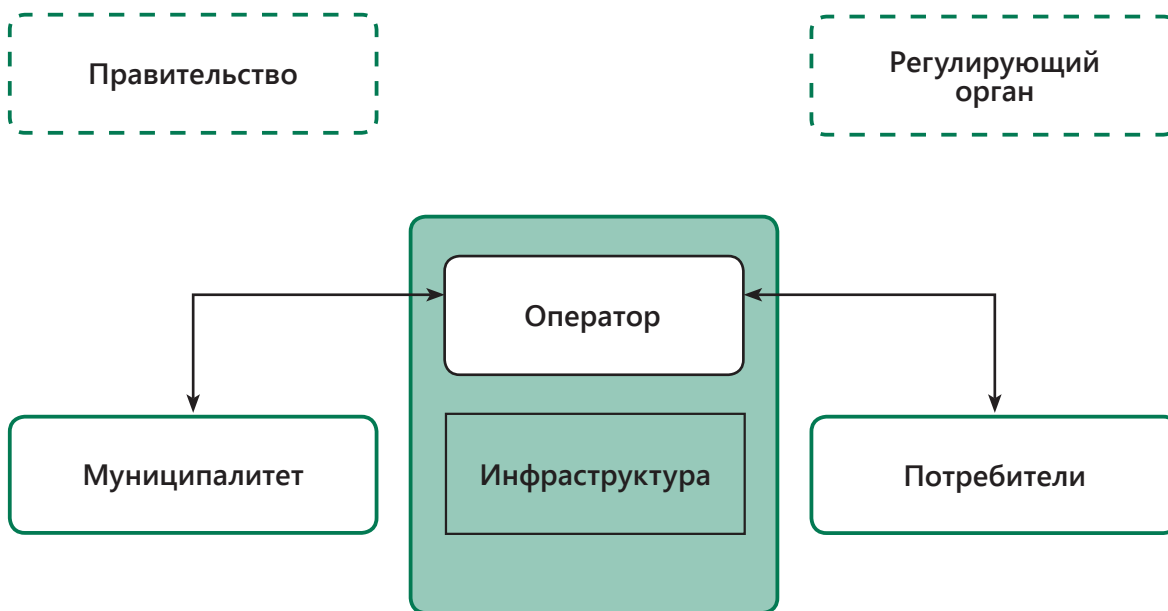 Правительство
Регулирующий
орган
Оператор
Муниципалитет
Инфраструктура
Потребители